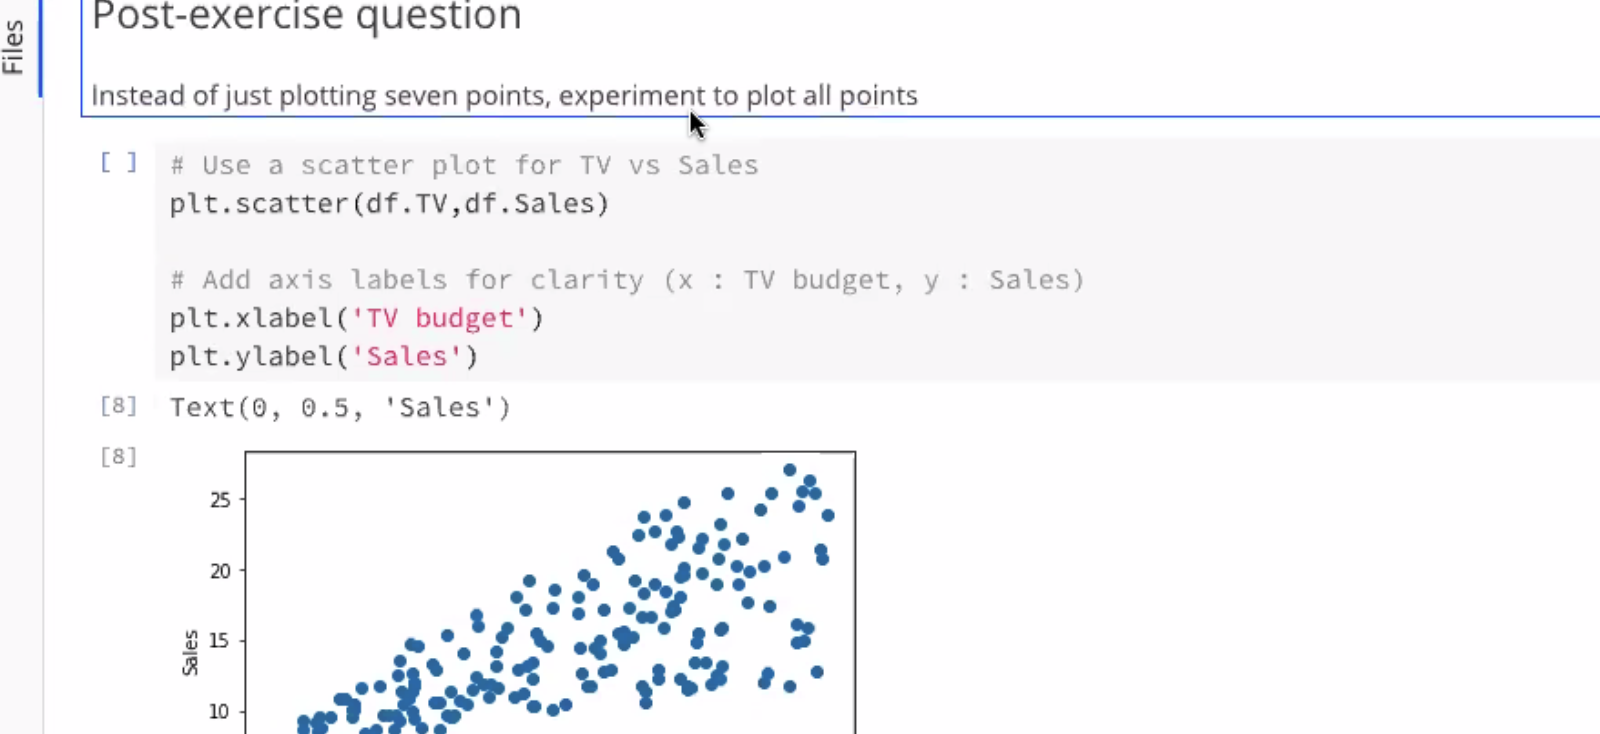 Files
Post-exercise question
Instead of just plotting seven points, experiment to plot all points
[ ]
# Use a scatter plot for TV vs Sales
plt.scatter(df.TV,df.Sales)
# Add axis labels for clarity (x : TV budget, y : Sales)
plt.xlabel('TV budget')
plt.ylabel('Sales')
[8] Text(0, 0.5, 'Sales')
[8]
25
20
15
10
Sales